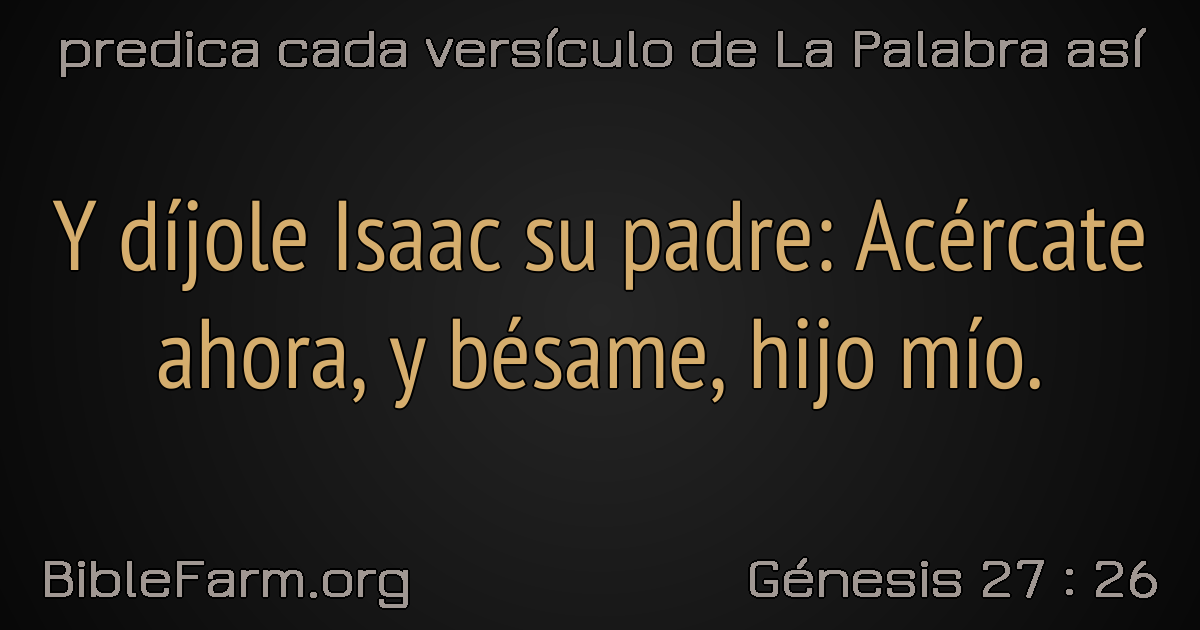 predica cada versículo de La Palabra así
Y díjole Isaac su padre: Acércate
ahora, y bésame, hijo mío.
BibleFarm.org
Génesis 27 : 26